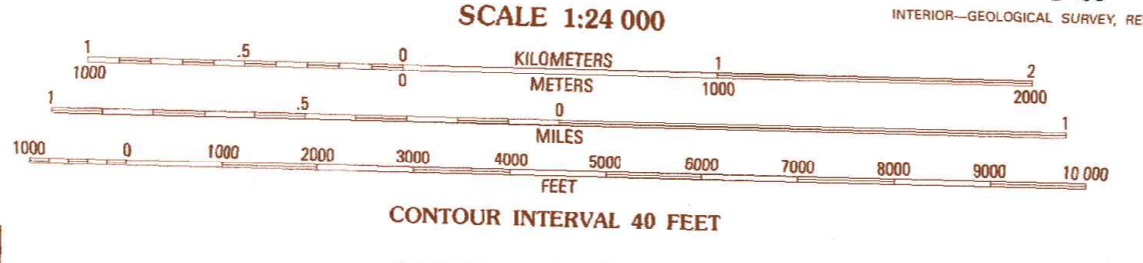 SCALE 1:24 000
INTERIOR—GEOLOGICAL SURVEY, RE
1 .5 0 KILOMETERS 1 2
1000 0 METERS 1000 2000
1 .5 0 1
MILES
1000 0 1000 2000 3000 4000 5000 6000 7000 8000 9000 10 000
FEET
CONTOUR INTERVAL 40 FEET